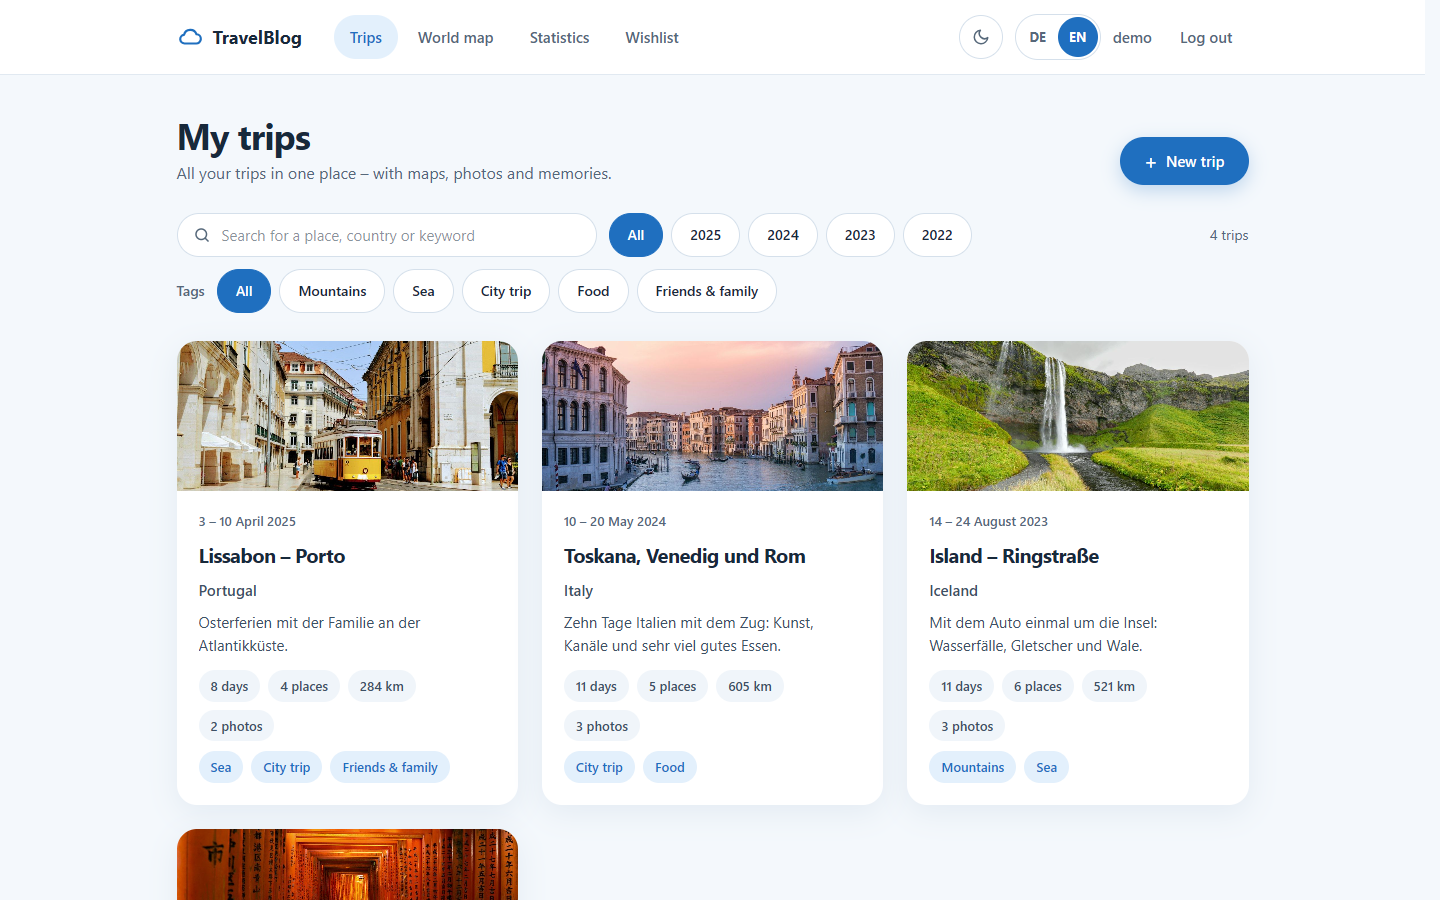 TravelBlog Trips World map Statistics Wishlist DE EN demo Log out
My trips
All your trips in one place – with maps, photos and memories.
+ New trip
Search for a place, country or keyword All 2025 2024 2023 2022 4 trips
Tags All Mountains Sea City trip Food Friends & family
3 – 10 April 2025
Lissabon – Porto
Portugal
Osterferien mit der Familie an der
Atlantikküste.
8 days 4 places 284 km
2 photos
Sea City trip Friends & family
10 – 20 May 2024
Toskana, Venedig und Rom
Italy
Zehn Tage Italien mit dem Zug: Kunst,
Kanäle und sehr viel gutes Essen.
11 days 5 places 605 km
3 photos
City trip Food
14 – 24 August 2023
Island – Ringstraße
Iceland
Mit dem Auto einmal um die Insel:
Wasserfälle, Gletscher und Wale.
11 days 6 places 521 km
3 photos
Mountains Sea